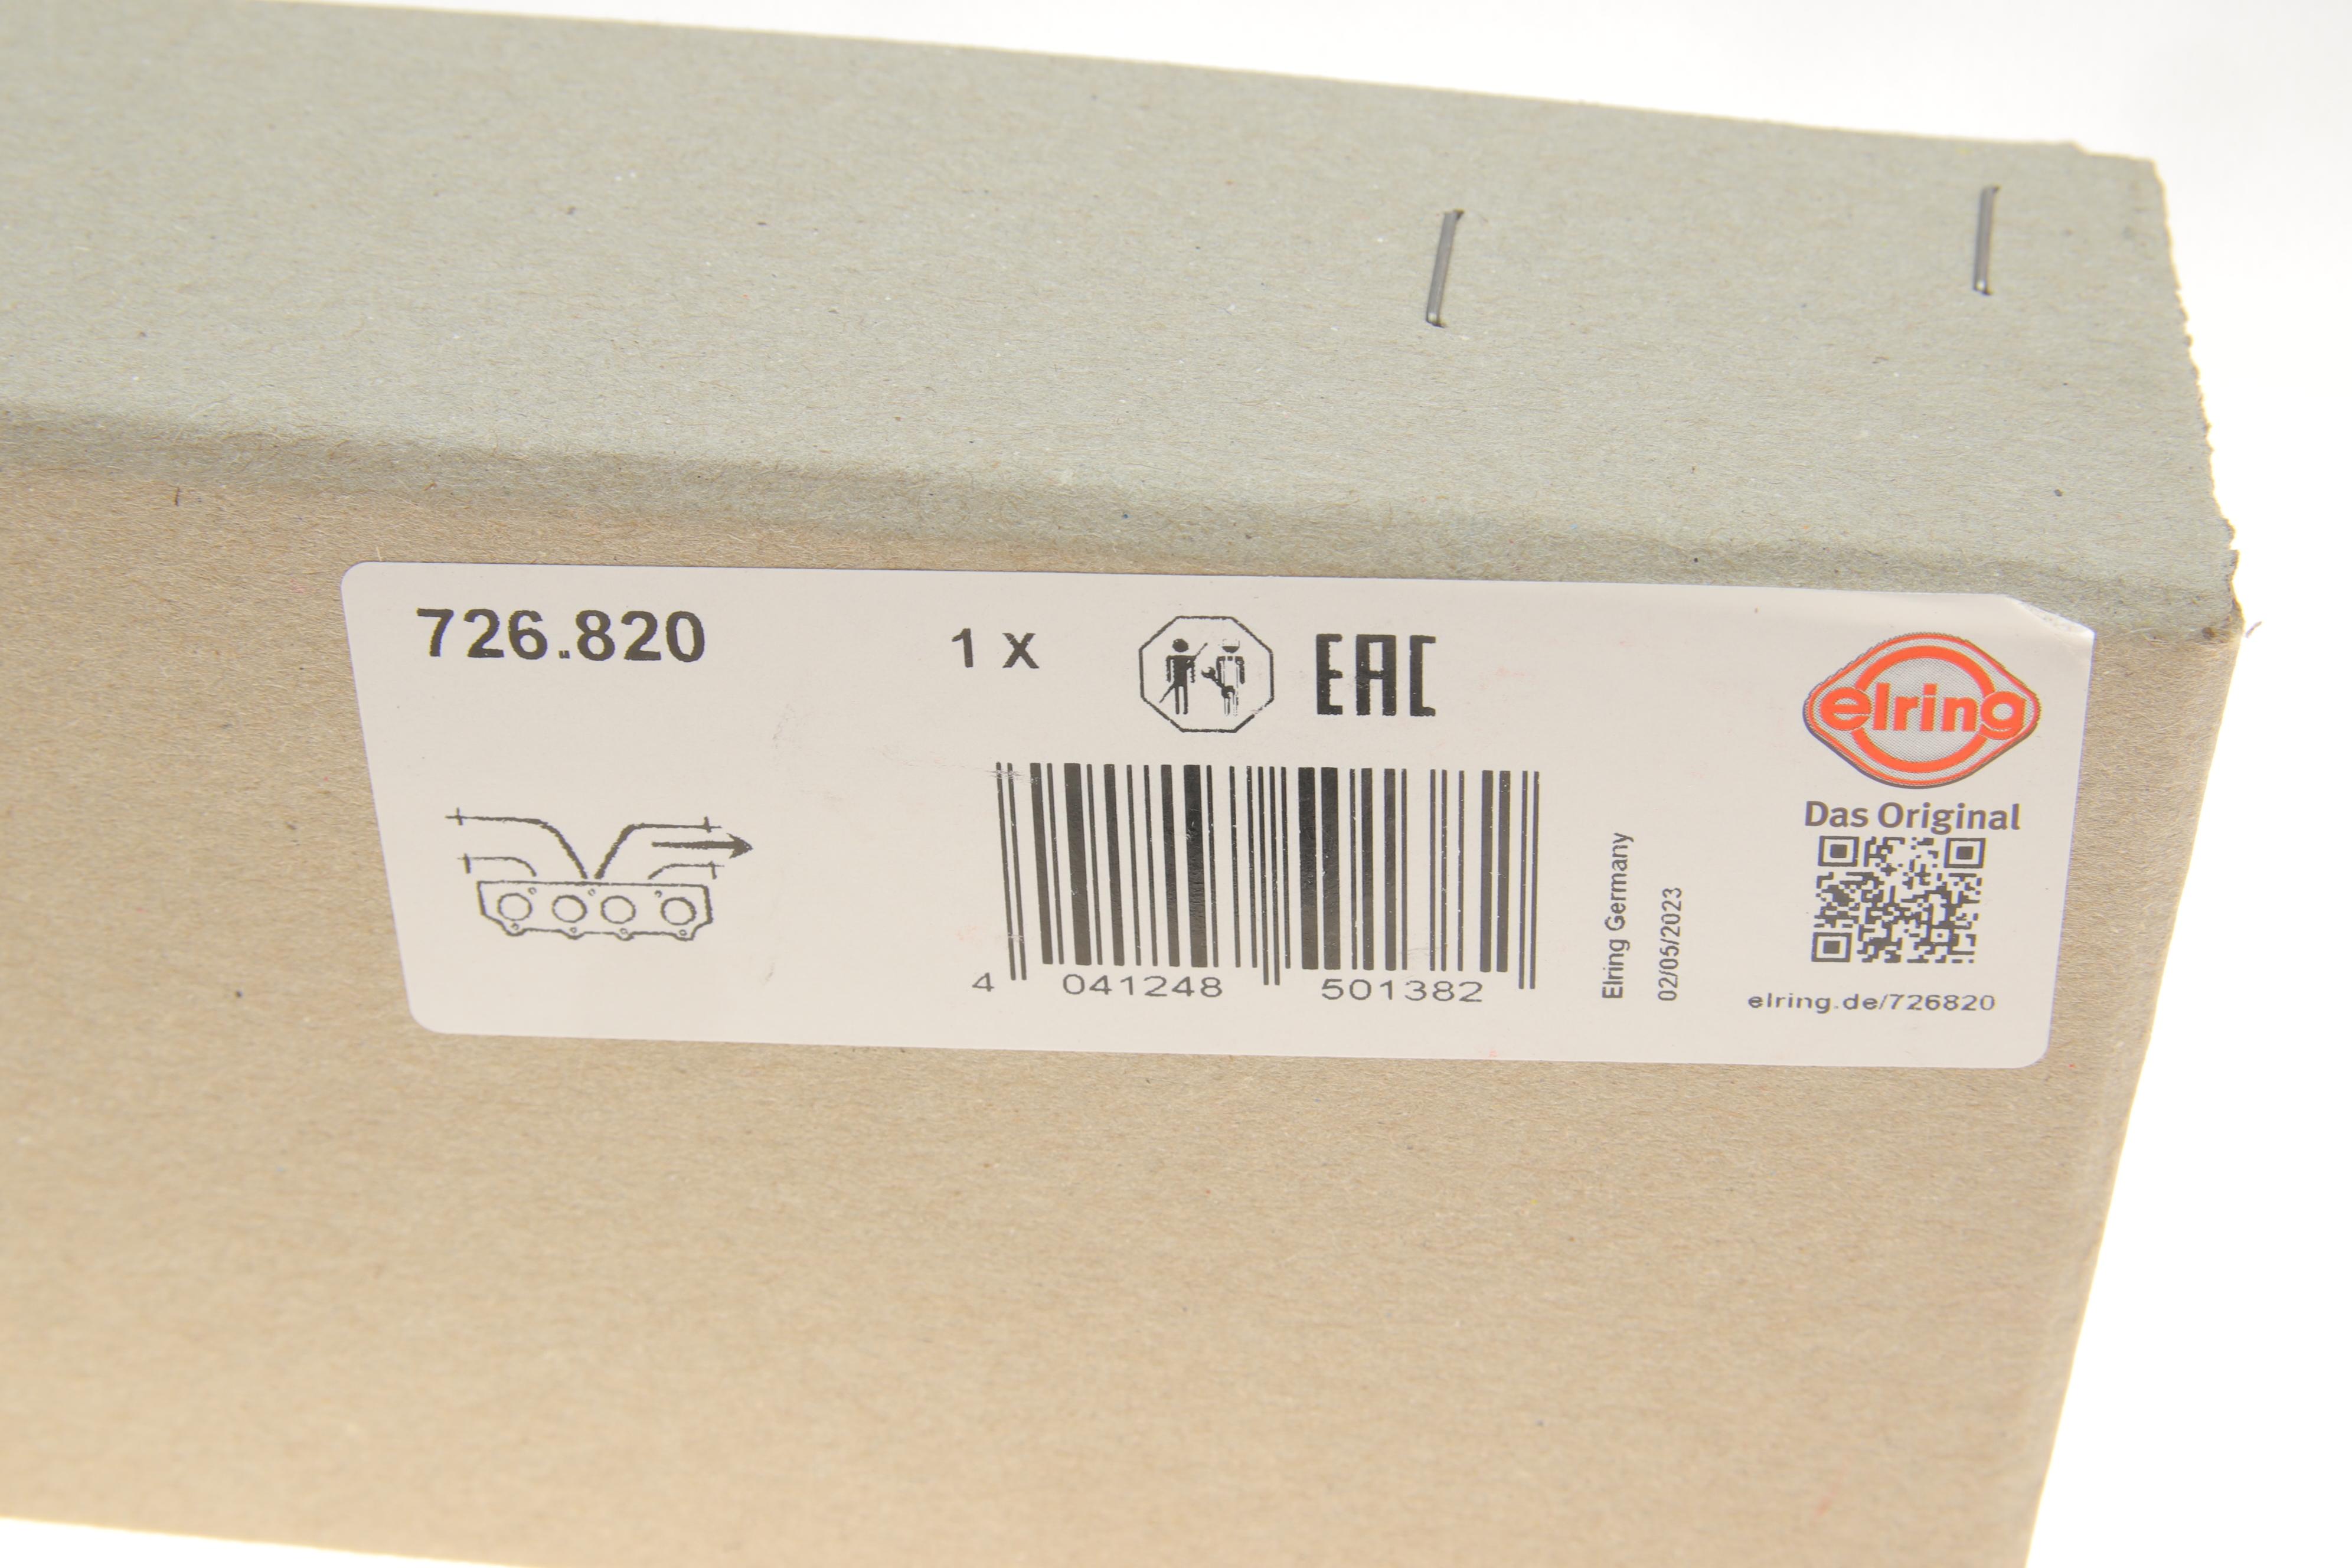 726.820
1 X
EAC
elring
Das Original
4 041248 501382
Elring Germany
02/05/2023
elring.de/726820